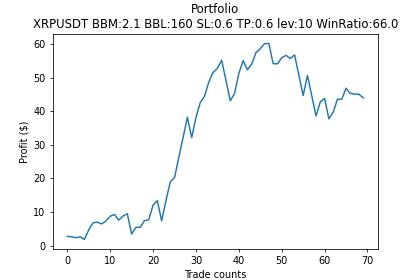 Portfolio
XRPUSDT BBM:2.1 BBL:160 SL:0.6 TP:0.6 lev:10 WinRatio:66.0
60
50
40
30
20
10
0
Profit ($)
0 10 20 30 40 50 60 70
Trade counts